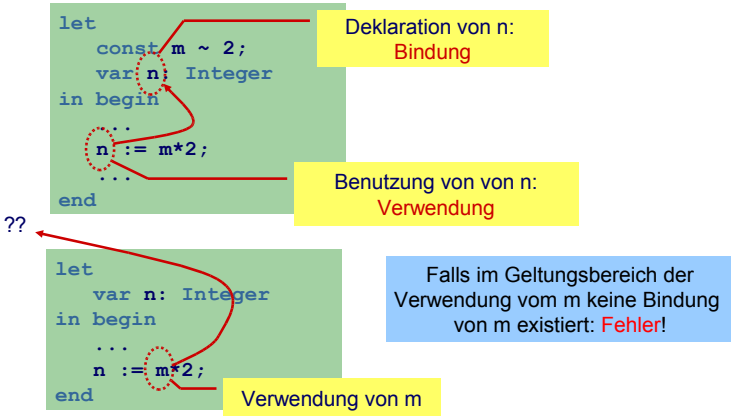 let
const m ~ 2;
var n: Integer
in begin
...
n := m*2;
...
end
Deklaration von n:
Bindung
Benutzung von von n:
Verwendung
??
let
var n: Integer
in begin
...
n := m*2;
end
Falls im Geltungsbereich der
Verwendung vom m keine Bindung
von m existiert: Fehler!
Verwendung von m